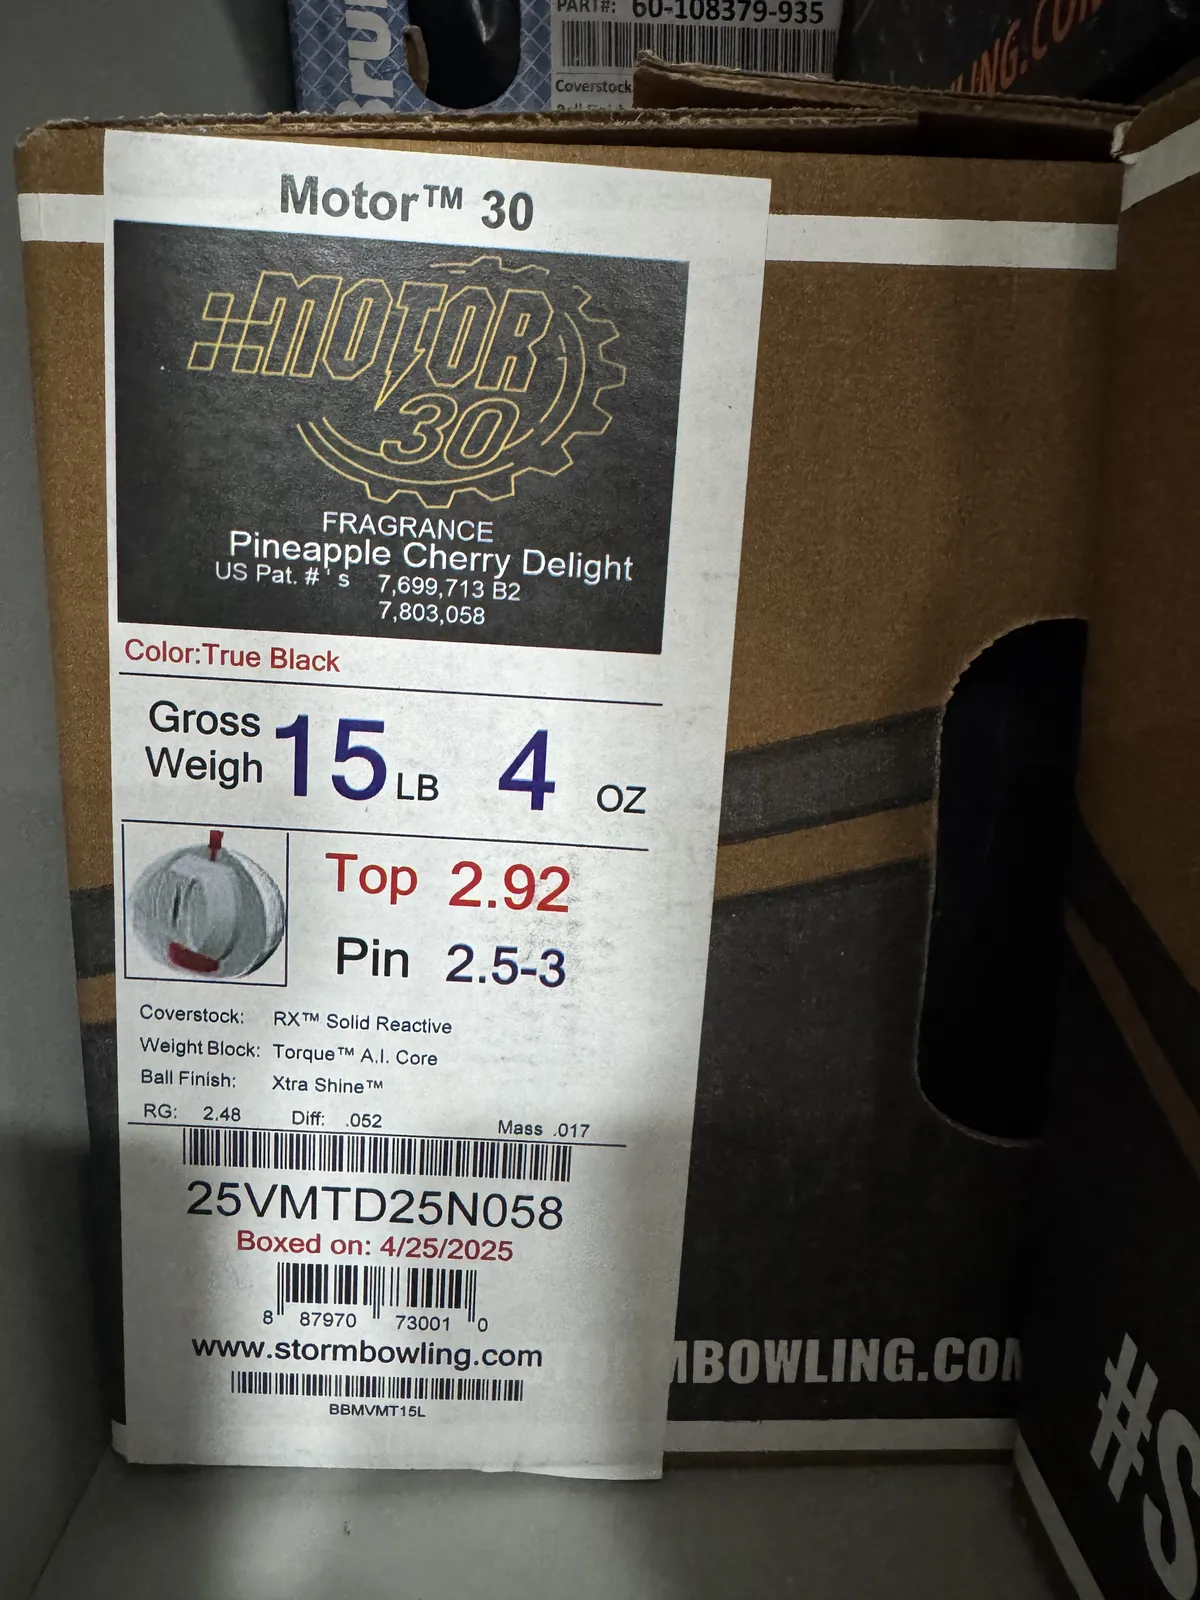 PART#: 60-108379-935
Coverstock
Motor™ 30
MOTOR
30
FRAGRANCE
Pineapple Cherry Delight
US Pat. #'s 7,699,713 B2
7,803,058
Color:True Black
Gross
Weigh 15 LB 4 OZ
Top 2.92
Pin 2.5-3
Coverstock: RX™ Solid Reactive
Weight Block: Torque™ A.I. Core
Ball Finish: Xtra Shine™
RG: 2.48 Diff: .052 Mass .017
25VMTD25N058
Boxed on: 4/25/2025
8 87970 73001 0
www.stormbowling.com
BBMVMT15L
MBOWLING.COM
#S